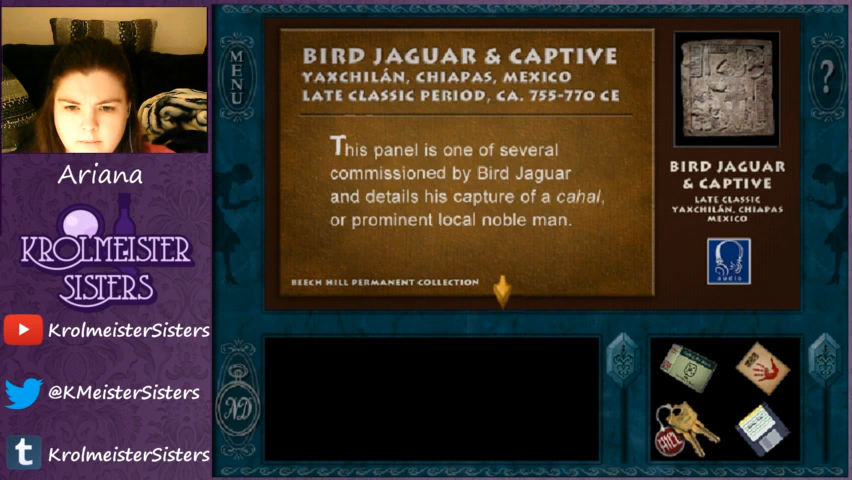 Ariana
KROLMEISTER
SISTERS
KrolmeisterSisters
@KMeisterSisters
KrolmeisterSisters
MENU
BIRD JAGUAR & CAPTIVE
YAXCHILÁN, CHIAPAS, MEXICO
LATE CLASSIC PERIOD, CA. 755-770 CE
This panel is one of several
commissioned by Bird Jaguar
and details his capture of a cahal,
or prominent local noble man.
BEECH HILL PERMANENT COLLECTION
?
BIRD JAGUAR
& CAPTIVE
LATE CLASSIC
YAXCHILÁN, CHIAPAS
MEXICO
audio
ND